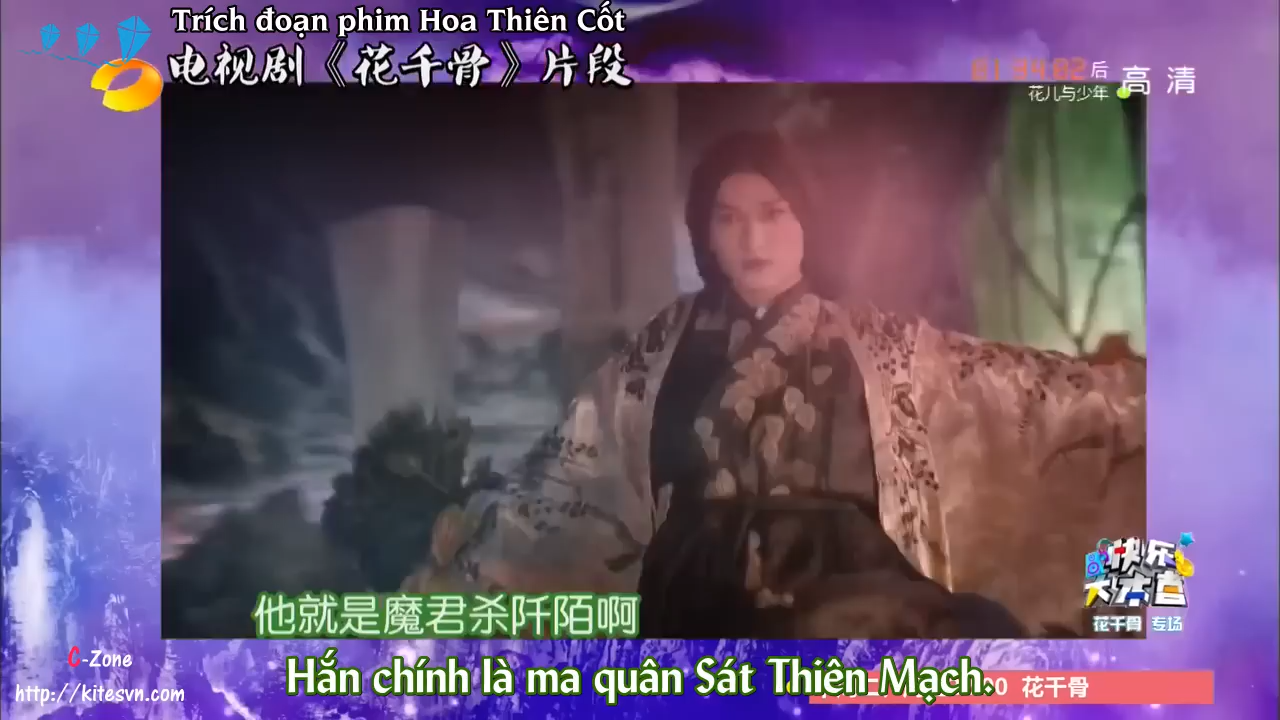 Trích đoạn phim Hoa Thiên Cốt
电视剧《花千骨》片段
后
高清
花儿与少年
他就是魔君杀阡陌啊
快乐
大本营
花千骨 专场
C-Zone
Hắn chính là ma quân Sát Thiên Mạch.
http://kitesvn.com
花千骨